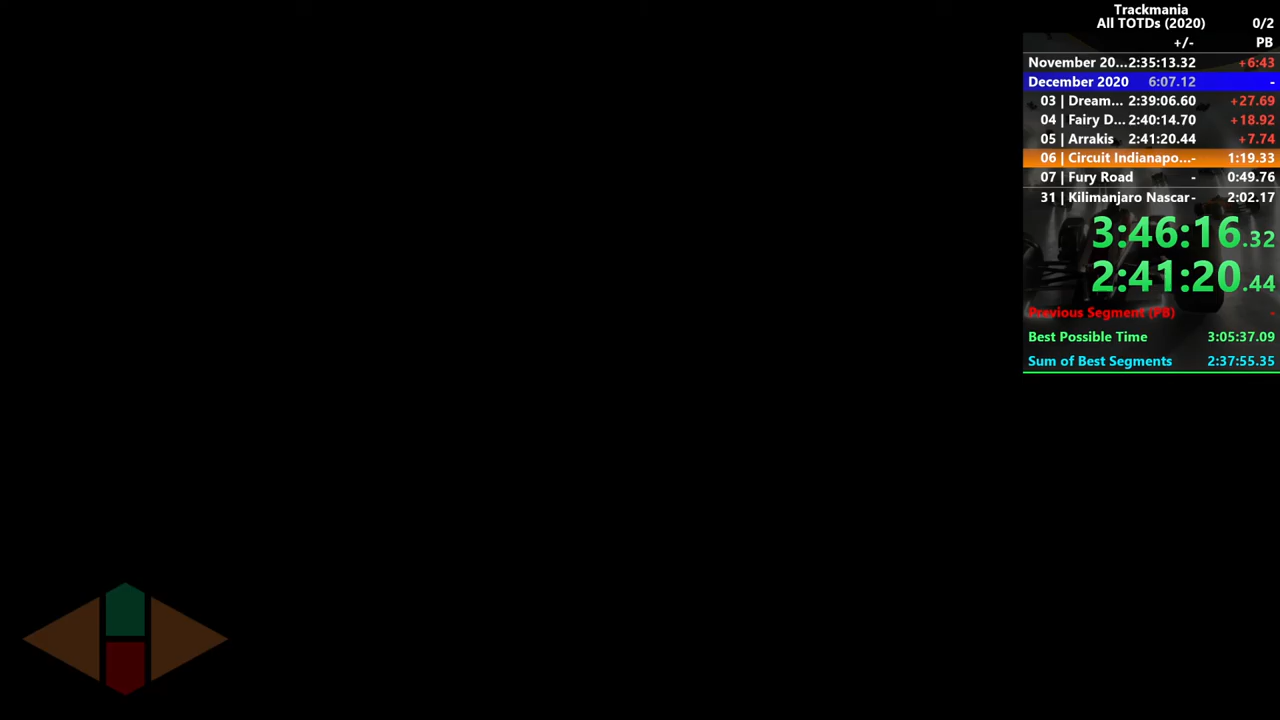 Trackmania
All TOTDs (2020) 0/2
+/- PB
November 20... 2:35:13.32 +6:43
December 2020 6:07.12 -
03 | Dream... 2:39:06.60 +27.69
04 | Fairy D... 2:40:14.70 +18.92
05 | Arrakis 2:41:20.44 +7.74
06 | Circuit Indianapo... - 1:19.33
07 | Fury Road - 0:49.76
31 | Kilimanjaro Nascar - 2:02.17
3:46:16.32
2:41:20.44
Previous Segment (PB) -
Best Possible Time 3:05:37.09
Sum of Best Segments 2:37:55.35